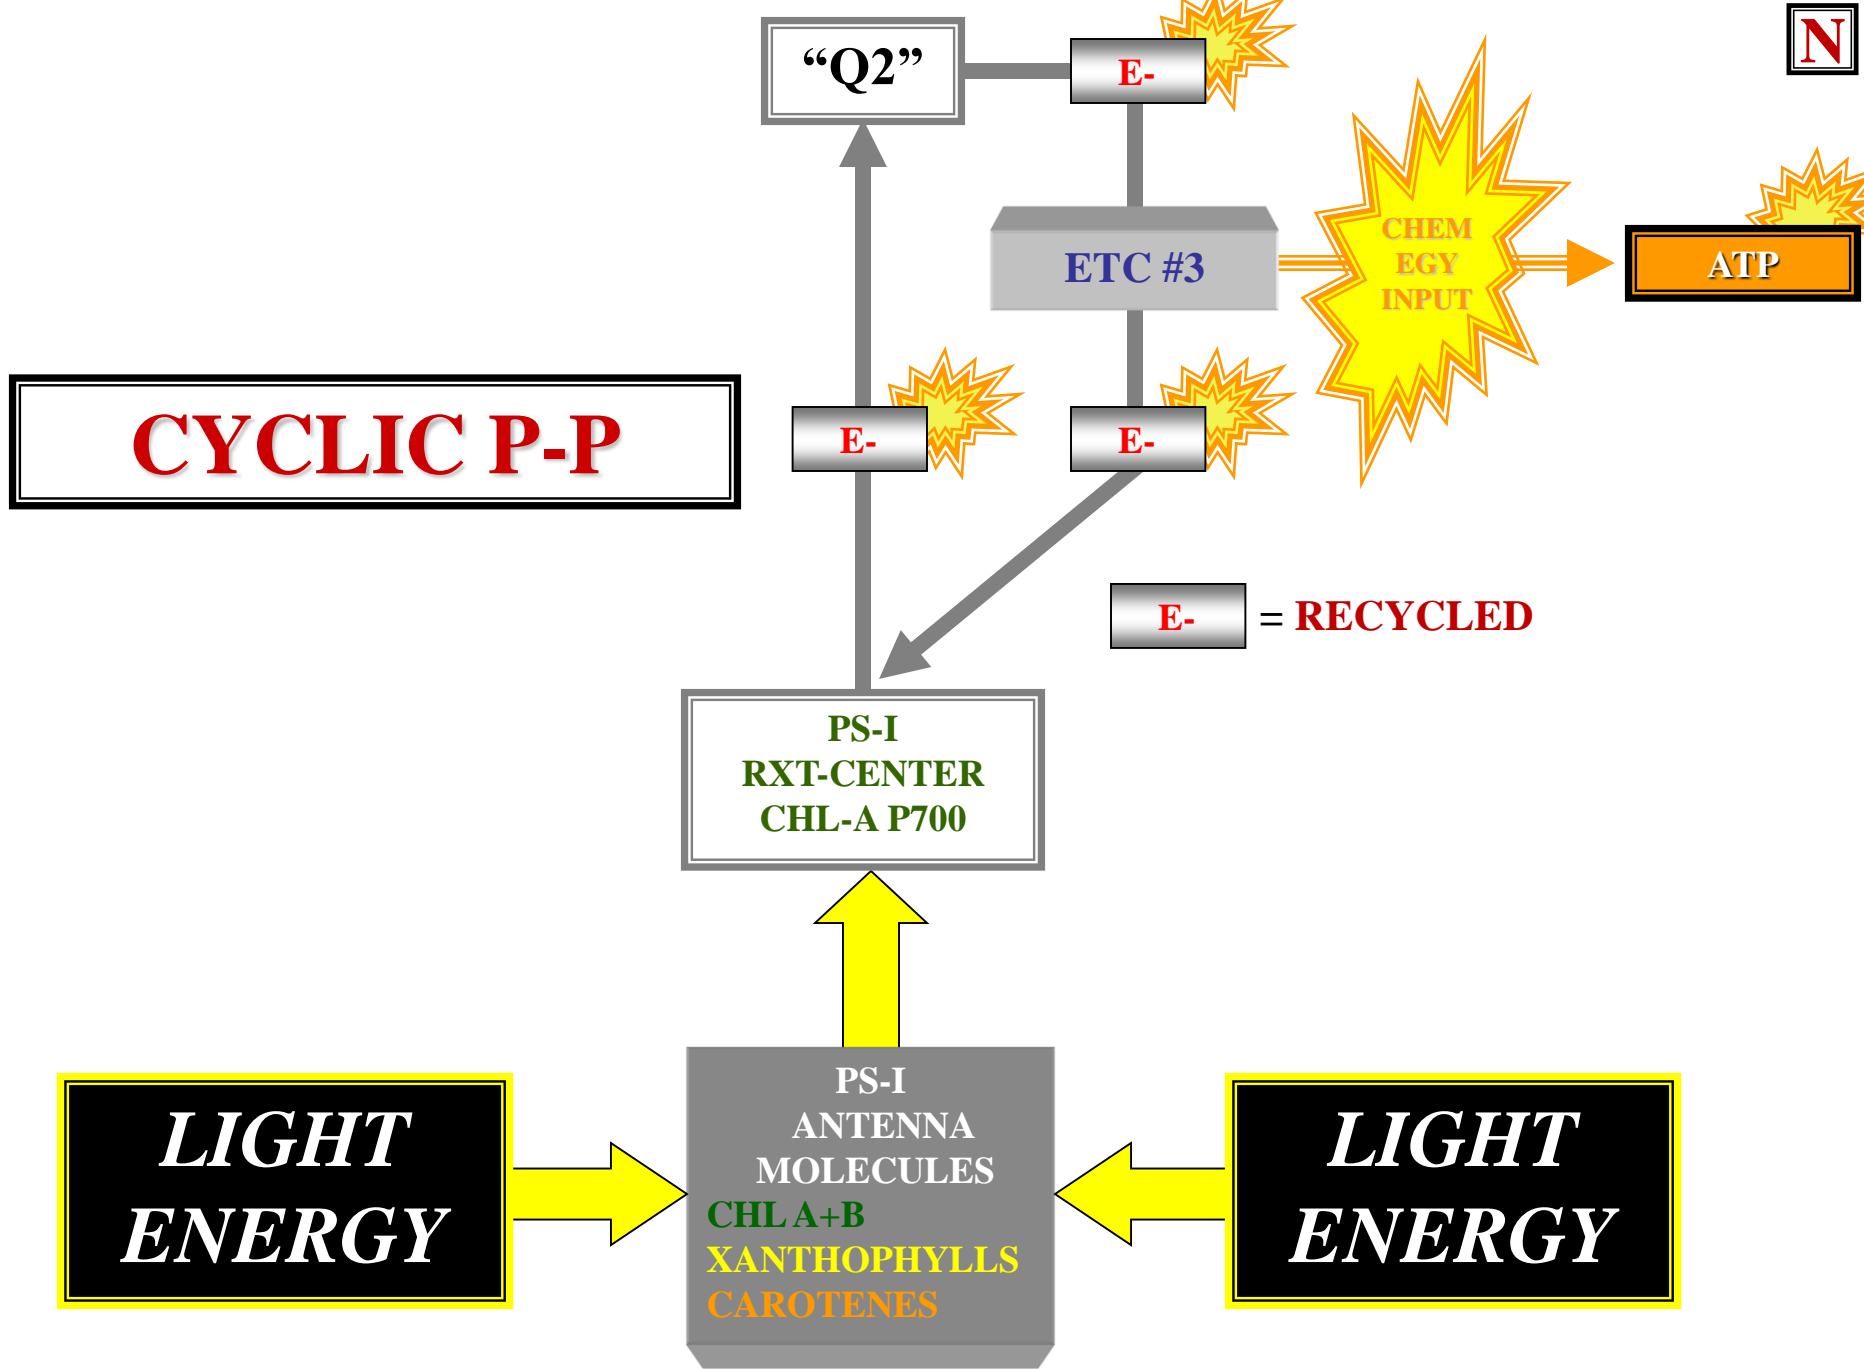 “Q2”
E-
N
CHEM
EGY
INPUT
ETC #3
ATP
CYCLIC P-P
E-
E-
E-
= RECYCLED
PS-I
RXT-CENTER
CHL-A P700
LIGHT
ENERGY
PS-I
ANTENNA
MOLECULES
CHL A+B
XANTHOPHYLLS
CAROTENES
LIGHT
ENERGY